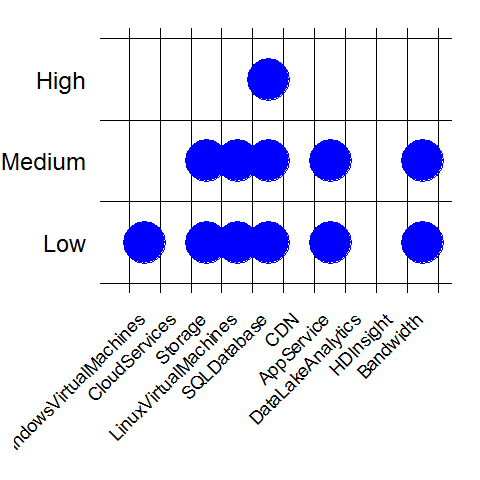 High
Medium
Low
ndowsVirtualMachines
CloudServices
Storage
LinuxVirtualMachines
SQLDatabase
CDN
AppService
DataLakeAnalytics
HDInsight
Bandwidth